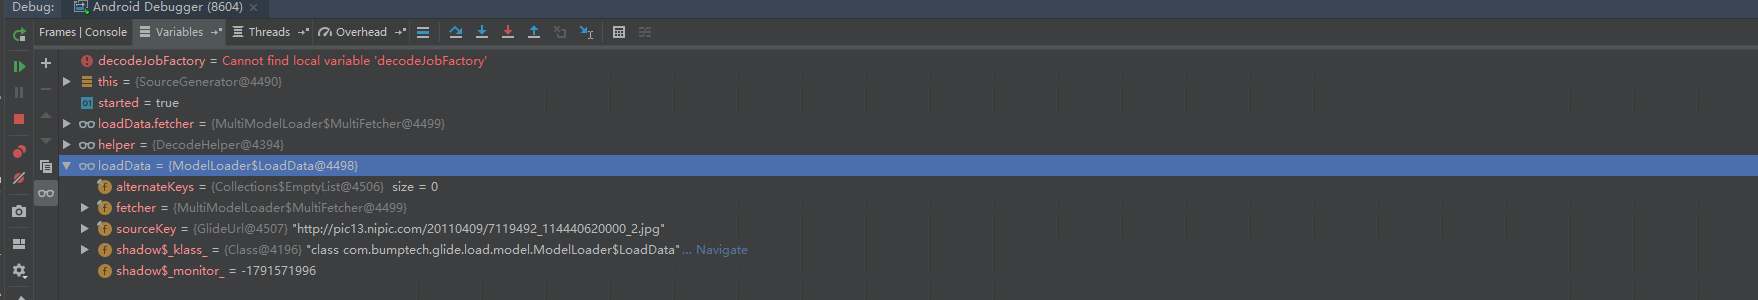 Debug: Android Debugger (8604) ×
Frames | Console Variables Threads Overhead
decodeJobFactory = Cannot find local variable 'decodeJobFactory'
this = {SourceGenerator@4490}
started = true
loadData.fetcher = {MultiModelLoader$MultiFetcher@4499}
helper = {DecodeHelper@4394}
loadData = {ModelLoader$LoadData@4498}
alternateKeys = {Collections$EmptyList@4506} size = 0
fetcher = {MultiModelLoader$MultiFetcher@4499}
sourceKey = {GlideUrl@4507} "http://pic13.nipic.com/20110409/7119492_114440620000_2.jpg"
shadow$_klass_ = {Class@4196} "class com.bumptech.glide.load.model.ModelLoader$LoadData"... Navigate
shadow$_monitor_ = -1791571996